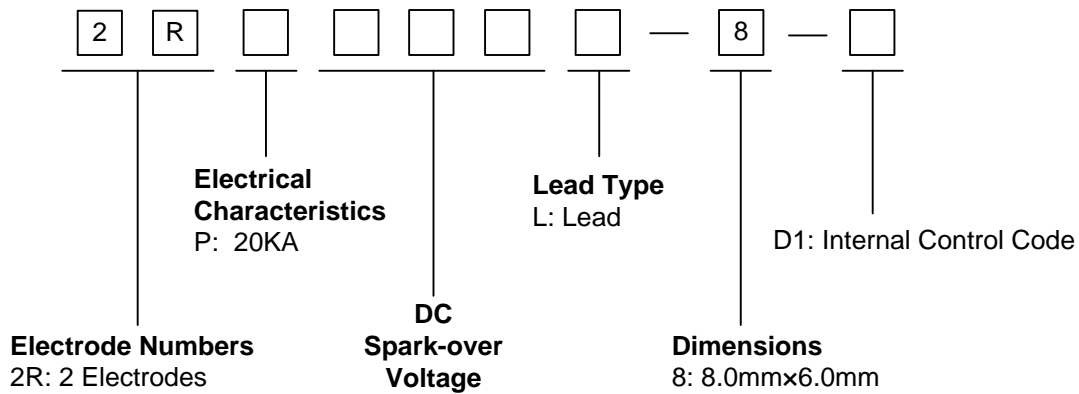 2 R — 8 —
Electrical
Characteristics
P: 20KA
Lead Type
L: Lead
D1: Internal Control Code
Electrode Numbers
2R: 2 Electrodes
DC
Spark-over
Voltage
Dimensions
8: 8.0mm×6.0mm